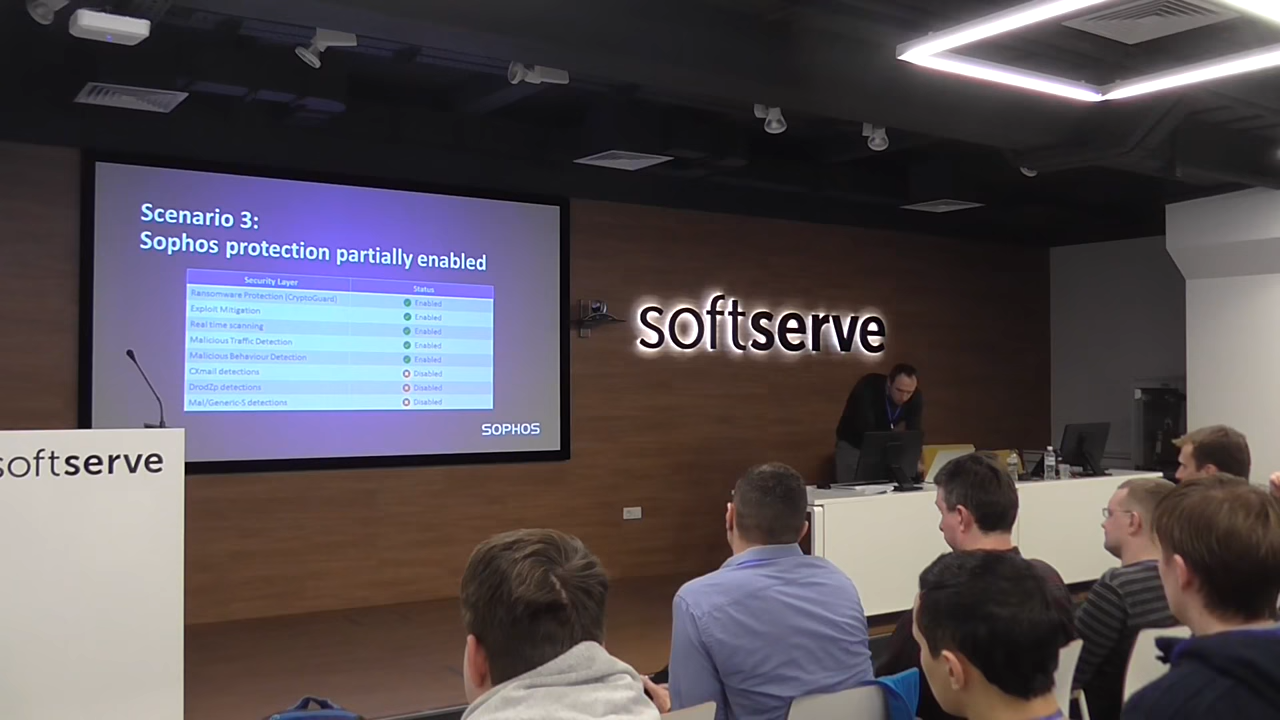 Scenario 3:
Sophos protection partially enabled
Security Layer Status
Ransomware Protection (CryptoGuard) Enabled
Exploit Mitigation Enabled
Real time scanning Enabled
Malicious Traffic Detection Enabled
Malicious Behaviour Detection Enabled
CXmail detections Disabled
DrodZp detections Disabled
Mal/Generic-S detections Disabled
SOPHOS
softserve
softserve